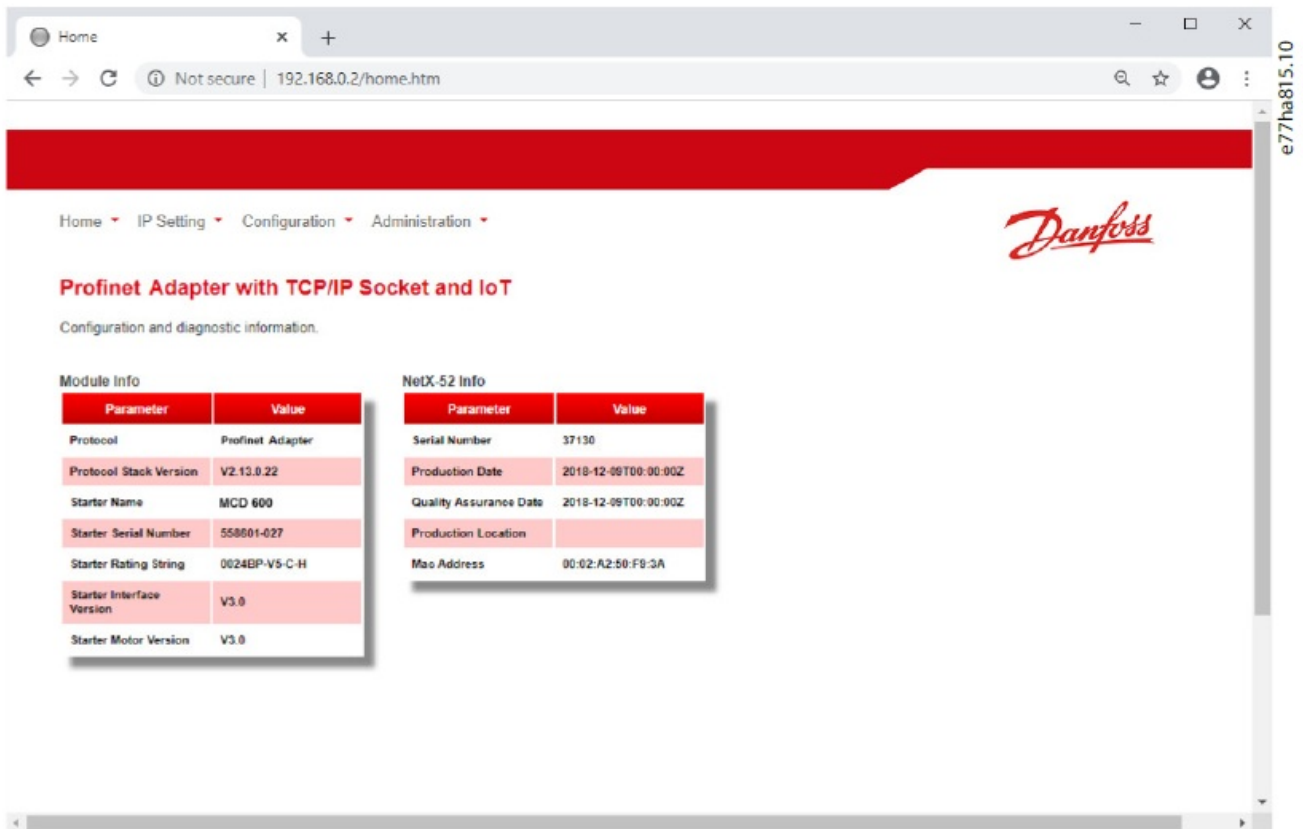 Home
Not secure | 192.168.0.2/home.htm
e77ha815.10
Home IP Setting Configuration Administration
Danfoss
Profinet Adapter with TCP/IP Socket and IoT
Configuration and diagnostic information.
Module Info
Parameter Value
Protocol Profinet Adapter
Protocol Stack Version V2.13.0.22
Starter Name MCD 600
Starter Serial Number 558601-027
Starter Rating String 0024BP-V5-C-H
Starter Interface
Version V3.0
Starter Motor Version V3.0
NetX-52 Info
Parameter Value
Serial Number 37130
Production Date 2018-12-09T00:00:00Z
Quality Assurance Date 2018-12-09T00:00:00Z
Production Location
Mac Address 00:02:A2:50:F9:3A